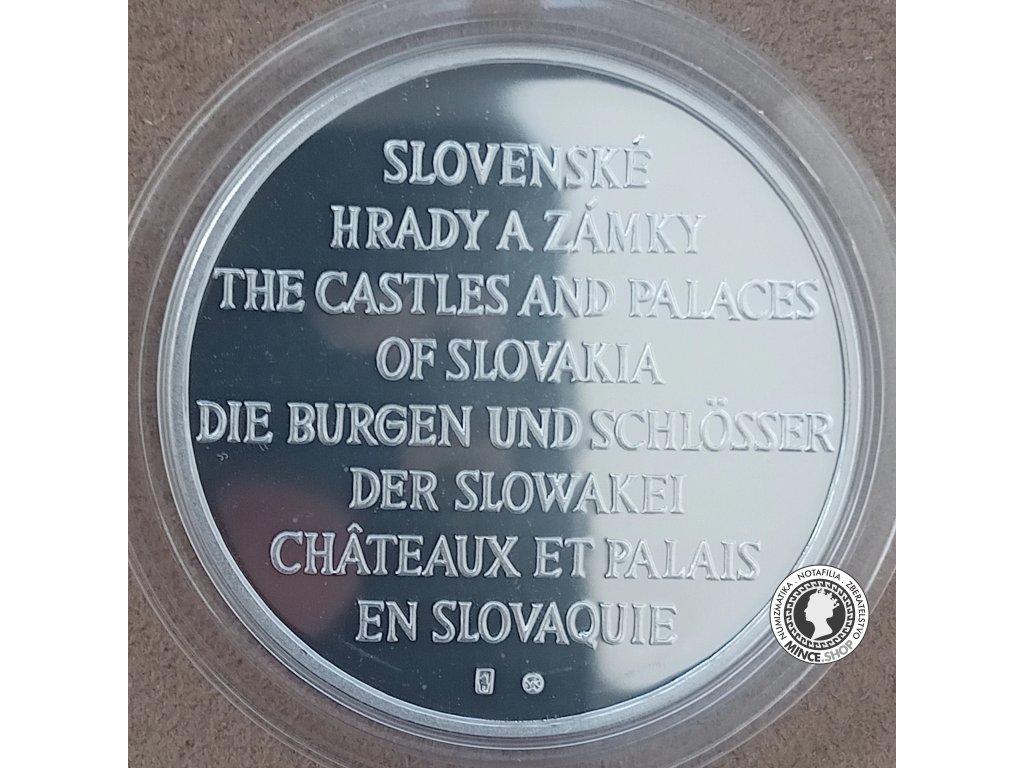 SLOVENSKÉ
HRADY A ZÁMKY
THE CASTLES AND PALACES
OF SLOVAKIA
DIE BURGEN UND SCHLÖSSER
DER SLOWAKEI
CHÂTEAUX ET PALAIS
EN SLOVAQUIE
NUMIZMATIKA . NOTAFILIA . ZBERATELSTVO
MINCE.SHOP